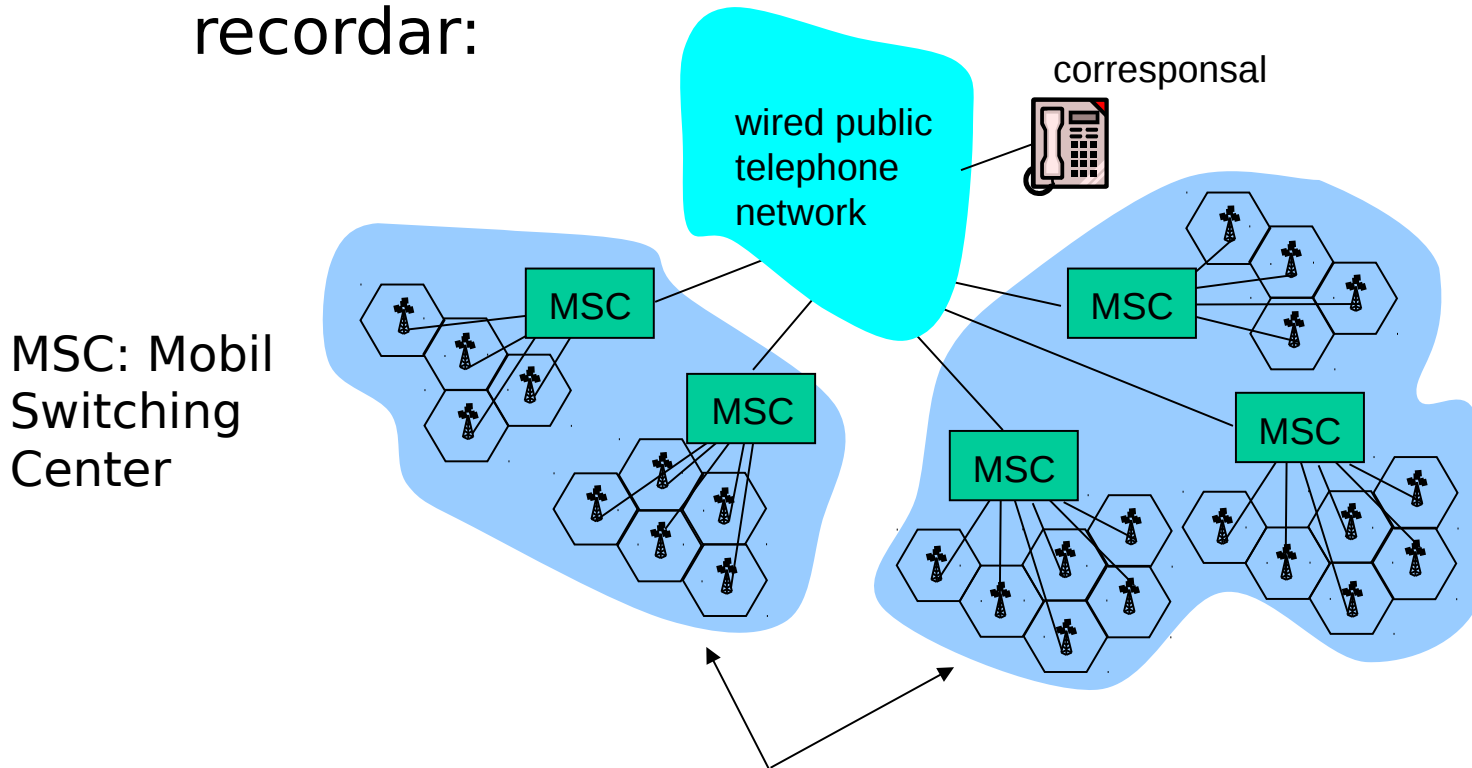 recordar:
corresponsal
wired public
telephone
network
MSC
MSC
MSC: Mobil
Switching
Center
MSC
MSC
MSC